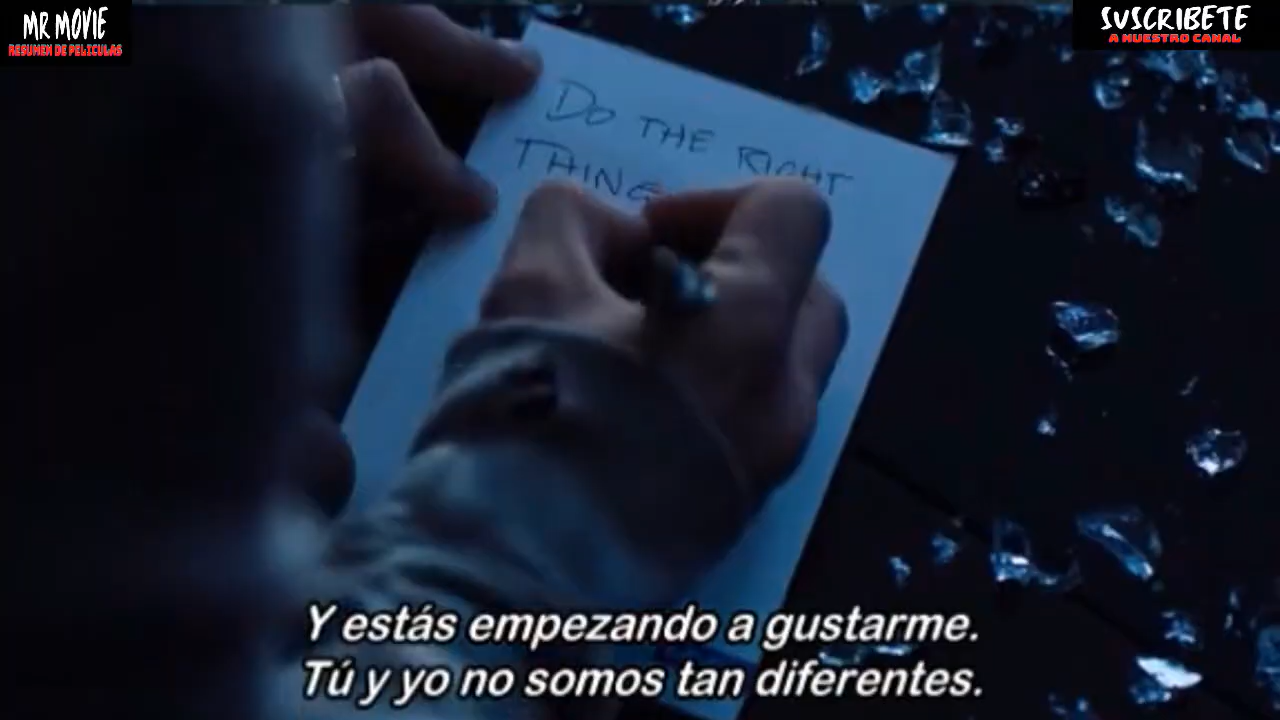 MR MOVIE
RESUMEN DE PELICULAS
SUSCRIBETE
A NUESTRO CANAL
DO THE RIGHT
THING
Y estás empezando a gustarme.
Tú y yo no somos tan diferentes.